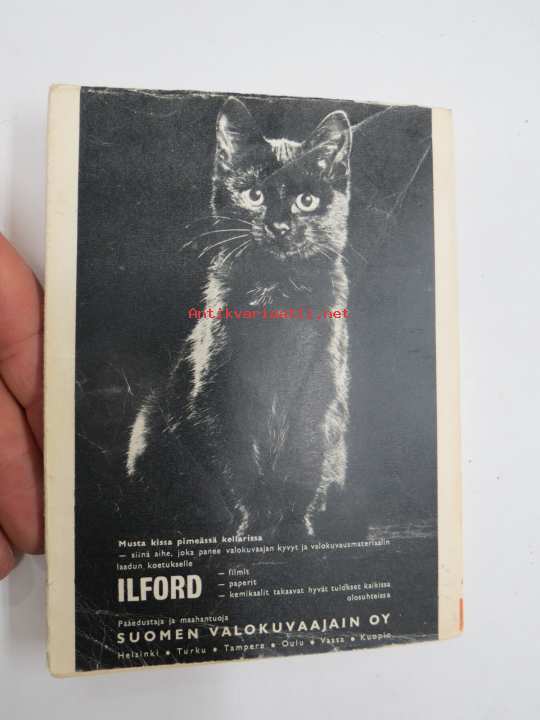 Antikvariaatti.net
Musta kissa pimeässä kellarissa
— siinä aihe, joka panee valokuvaajan kyvyt ja valokuvausmateriaalin
laadun koetukselle
ILFORD
— filmit
— paperit
— kemikaalit takaavat hyvät tulokset kaikissa
olosuhteissa
Pääedustaja ja maahantuoja
SUOMEN VALOKUVAAJAIN OY
Helsinki • Turku • Tampere • Oulu • Vaasa • Kuopio